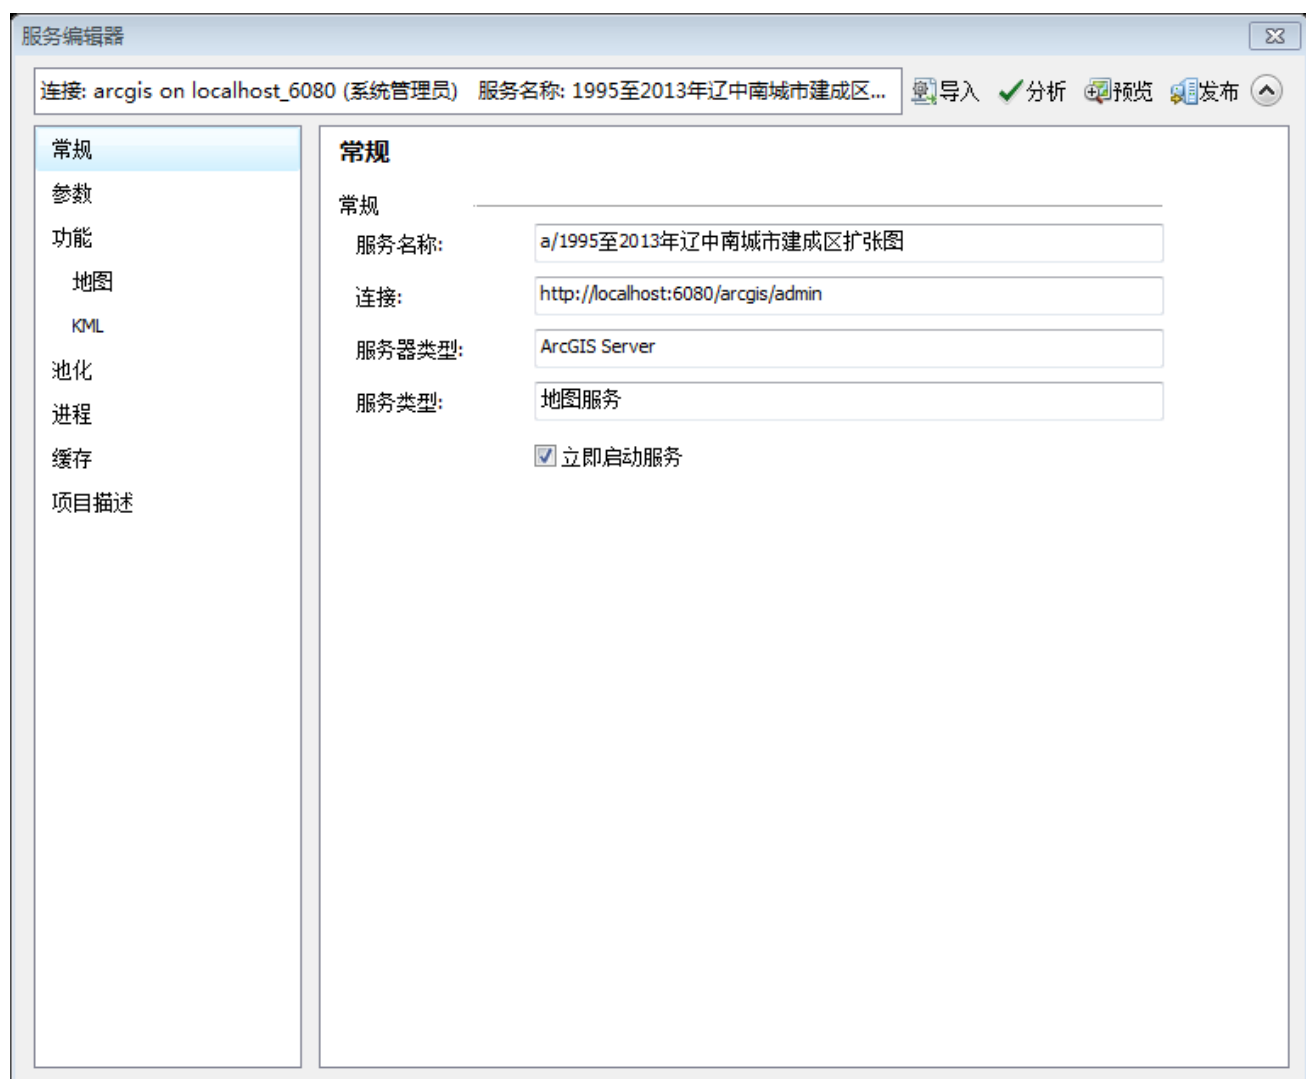 服务编辑器
连接: arcgis on localhost_6080 (系统管理员) 服务名称: 1995至2013年辽中南城市建成区... 导入 分析 预览 发布
常规
参数
功能
地图
KML
池化
进程
缓存
项目描述
常规
常规
服务名称: a/1995至2013年辽中南城市建成区扩张图
连接: http://localhost:6080/arcgis/admin
服务器类型: ArcGIS Server
服务类型: 地图服务
立即启动服务